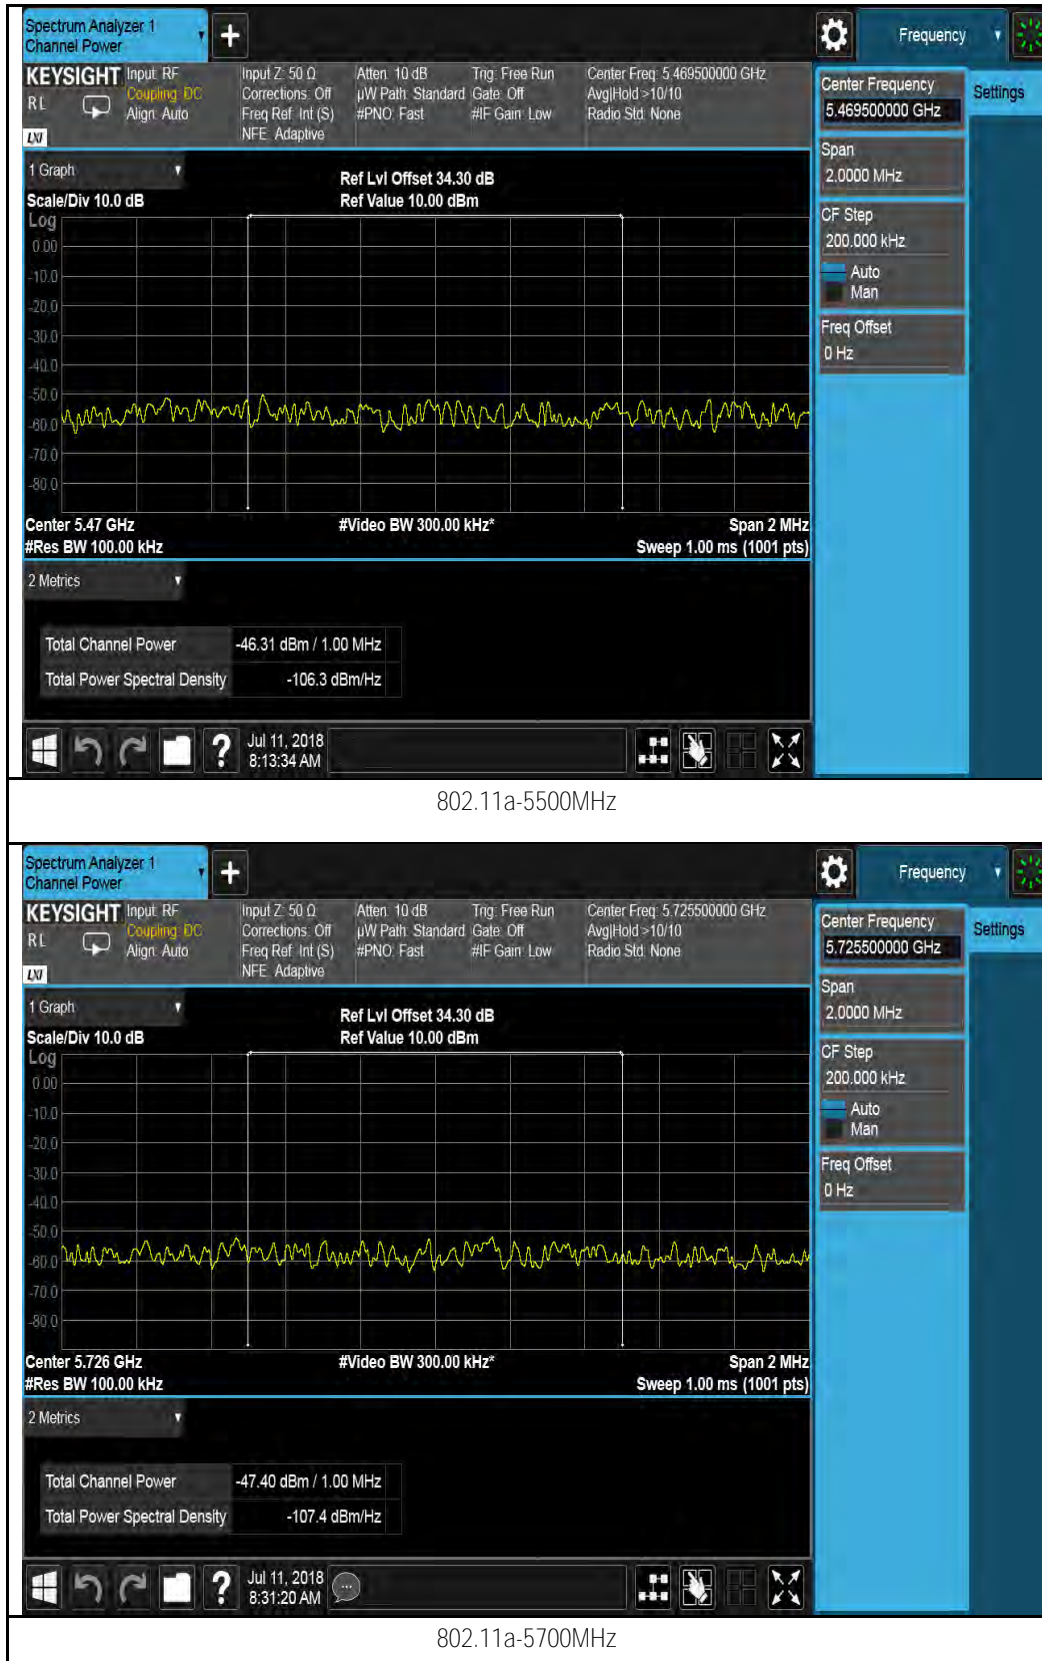 Spectrum Analyzer 1
Channel Power
Frequency
KEYSIGHT
RL
LXI
Input: RF
Coupling: DC
Align: Auto
Input Z: 50 Ω
Corrections: Off
Freq Ref: Int (S)
NFE: Adaptive
Atten: 10 dB
µW Path: Standard
#PNO: Fast
Trig: Free Run
Gate: Off
#IF Gain: Low
Center Freq: 5.469500000 GHz
Avg|Hold >10/10
Radio Std: None
Center Frequency
5.469500000 GHz
Settings
Span
2.0000 MHz
CF Step
200.000 kHz
Auto
Man
Freq Offset
0 Hz
1 Graph
Scale/Div 10.0 dB
Ref Lvl Offset 34.30 dB
Ref Value 10.00 dBm
Log
0.00
-10.0
-20.0
-30.0
-40.0
-50.0
-60.0
-70.0
-80.0
Center 5.47 GHz
#Video BW 300.00 kHz*
Span 2 MHz
#Res BW 100.00 kHz
Sweep 1.00 ms (1001 pts)
2 Metrics
Total Channel Power -46.31 dBm / 1.00 MHz
Total Power Spectral Density -106.3 dBm/Hz
?
Jul 11, 2018
8:13:34 AM
802.11a-5500MHz
Spectrum Analyzer 1
Channel Power
Frequency
KEYSIGHT
RL
LXI
Input: RF
Coupling: DC
Align: Auto
Input Z: 50 Ω
Corrections: Off
Freq Ref: Int (S)
NFE: Adaptive
Atten: 10 dB
µW Path: Standard
#PNO: Fast
Trig: Free Run
Gate: Off
#IF Gain: Low
Center Freq: 5.725500000 GHz
Avg|Hold >10/10
Radio Std: None
Center Frequency
5.725500000 GHz
Settings
Span
2.0000 MHz
CF Step
200.000 kHz
Auto
Man
Freq Offset
0 Hz
1 Graph
Scale/Div 10.0 dB
Ref Lvl Offset 34.30 dB
Ref Value 10.00 dBm
Log
0.00
-10.0
-20.0
-30.0
-40.0
-50.0
-60.0
-70.0
-80.0
Center 5.726 GHz
#Video BW 300.00 kHz*
Span 2 MHz
#Res BW 100.00 kHz
Sweep 1.00 ms (1001 pts)
2 Metrics
Total Channel Power -47.40 dBm / 1.00 MHz
Total Power Spectral Density -107.4 dBm/Hz
?
Jul 11, 2018
8:31:20 AM
802.11a-5700MHz